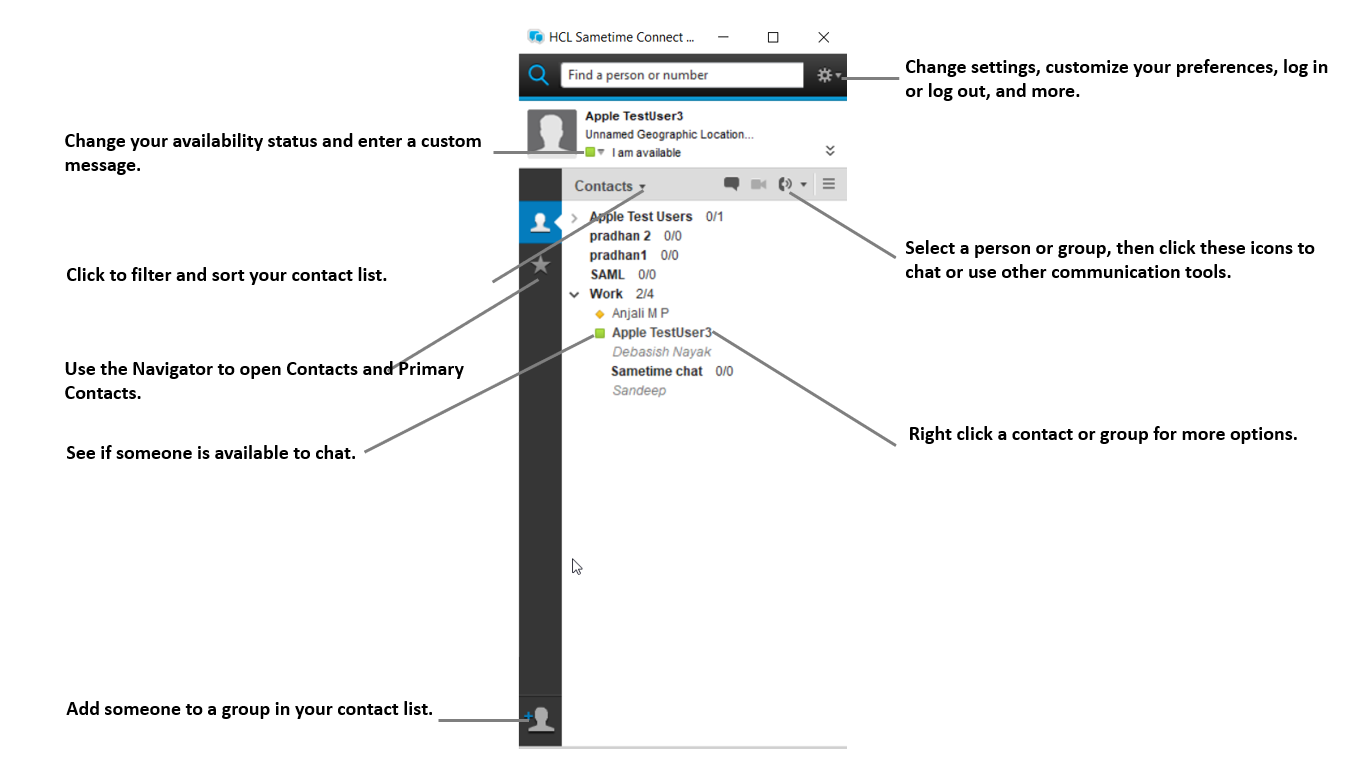 HCL Sametime Connect ...
Find a person or number
Change settings, customize your preferences, log in
or log out, and more.
Apple TestUser3
Unnamed Geographic Location...
I am available
Change your availability status and enter a custom
message.
Contacts
Apple Test Users 0/1
pradhan 2 0/0
pradhan1 0/0
SAML 0/0
Work 2/4
Anjali M P
Apple TestUser3
Debasish Nayak
Sametime chat 0/0
Sandeep
Select a person or group, then click these icons to
chat or use other communication tools.
Click to filter and sort your contact list.
Use the Navigator to open Contacts and Primary
Contacts.
See if someone is available to chat.
Right click a contact or group for more options.
Add someone to a group in your contact list.